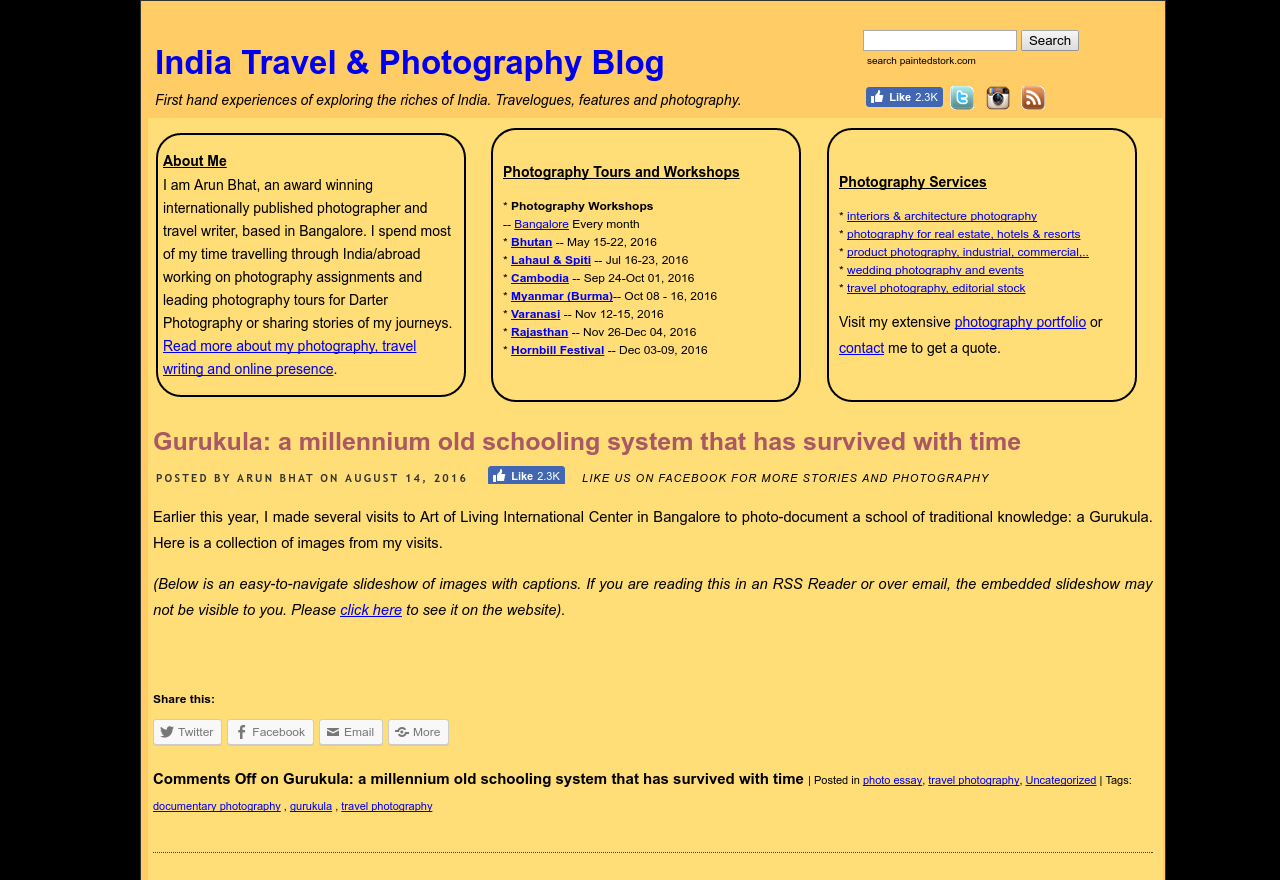 India Travel & Photography Blog
First hand experiences of exploring the riches of India. Travelogues, features and photography.
Search
search paintedstork.com
Like 2.3K
About Me
I am Arun Bhat, an award winning
internationally published photographer and
travel writer, based in Bangalore. I spend most
of my time travelling through India/abroad
working on photography assignments and
leading photography tours for Darter
Photography or sharing stories of my journeys.
Read more about my photography, travel
writing and online presence.
Photography Tours and Workshops
* Photography Workshops
-- Bangalore Every month
* Bhutan -- May 15-22, 2016
* Lahaul & Spiti -- Jul 16-23, 2016
* Cambodia -- Sep 24-Oct 01, 2016
* Myanmar (Burma)-- Oct 08 - 16, 2016
* Varanasi -- Nov 12-15, 2016
* Rajasthan -- Nov 26-Dec 04, 2016
* Hornbill Festival -- Dec 03-09, 2016
Photography Services
* interiors & architecture photography
* photography for real estate, hotels & resorts
* product photography, industrial, commercial,..
* wedding photography and events
* travel photography, editorial stock
Visit my extensive photography portfolio or
contact me to get a quote.
Gurukula: a millennium old schooling system that has survived with time
POSTED BY ARUN BHAT ON AUGUST 14, 2016 Like 2.3K LIKE US ON FACEBOOK FOR MORE STORIES AND PHOTOGRAPHY
Earlier this year, I made several visits to Art of Living International Center in Bangalore to photo-document a school of traditional knowledge: a Gurukula.
Here is a collection of images from my visits.
(Below is an easy-to-navigate slideshow of images with captions. If you are reading this in an RSS Reader or over email, the embedded slideshow may
not be visible to you. Please click here to see it on the website).
Share this:
Twitter Facebook Email More
Comments Off on Gurukula: a millennium old schooling system that has survived with time | Posted in photo essay, travel photography, Uncategorized | Tags:
documentary photography , gurukula , travel photography